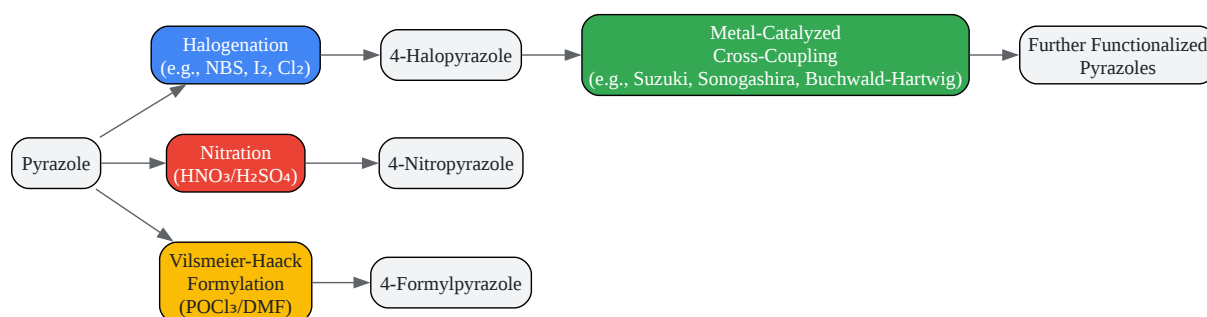 Halogenation
(e.g., NBS, I₂, Cl₂)
4-Halopyrazole
Metal-Catalyzed
Cross-Coupling
(e.g., Suzuki, Sonogashira, Buchwald-Hartwig)
Further Functionalized
Pyrazoles
Pyrazole
Nitration
(HNO₃/H₂SO₄)
4-Nitropyrazole
Vilsmeier-Haack
Formylation
(POCl₃/DMF)
4-Formylpyrazole